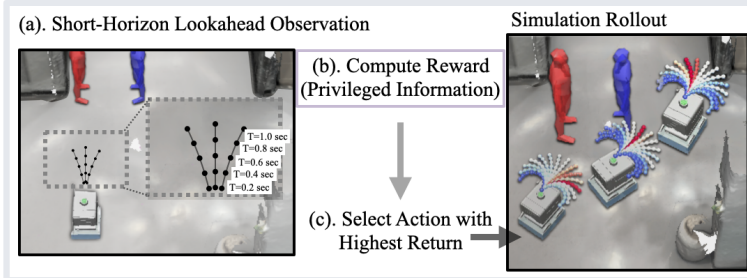 (a). Short-Horizon Lookahead Observation
T=1.0 sec
T=0.8 sec
T=0.6 sec
T=0.4 sec
T=0.2 sec
(b). Compute Reward
(Privileged Information)
(c). Select Action with
Highest Return
Simulation Rollout